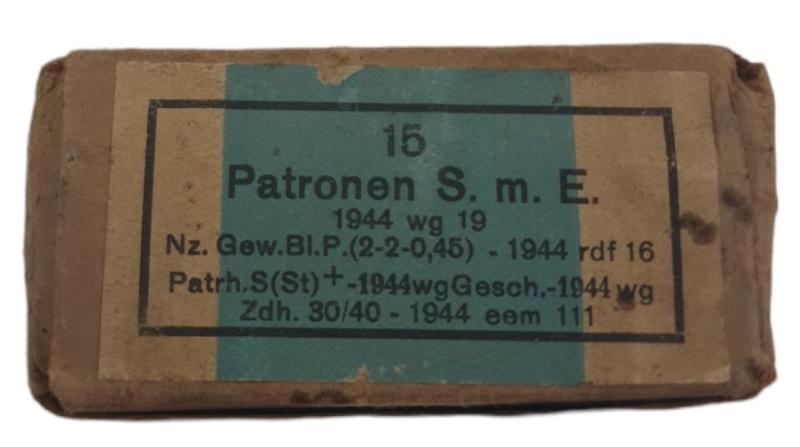 15
Patronen S. m. E.
1944 wg 19
Nz. Gew.Bl.P.(2-2-0,45) - 1944 rdf 16
Patrh.S(St)+-1944wgGesch.-1944 wg
Zdh. 30/40 - 1944 eem 111